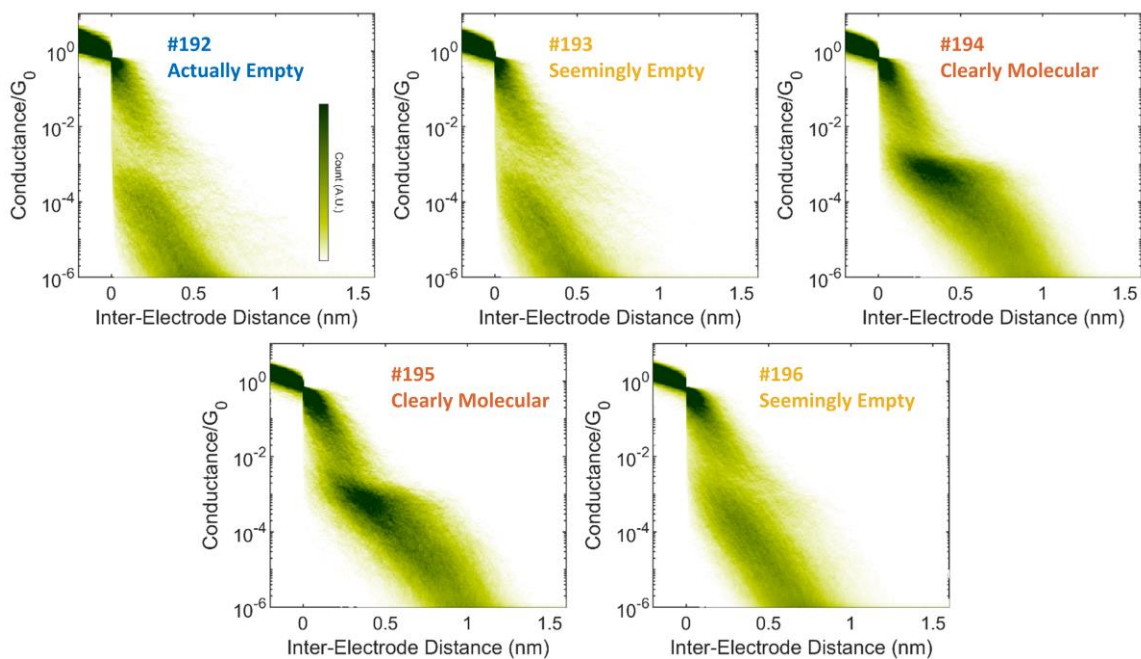 #192
Actually Empty
Conductance/G0
10^0
10^-2
10^-4
10^-6
Count (A.U.)
0
0.5
1
1.5
Inter-Electrode Distance (nm)
#193
Seemingly Empty
Conductance/G0
10^0
10^-2
10^-4
10^-6
0
0.5
1
1.5
Inter-Electrode Distance (nm)
#194
Clearly Molecular
Conductance/G0
10^0
10^-2
10^-4
10^-6
0
0.5
1
1.5
Inter-Electrode Distance (nm)
#195
Clearly Molecular
Conductance/G0
10^0
10^-2
10^-4
10^-6
0
0.5
1
1.5
Inter-Electrode Distance (nm)
#196
Seemingly Empty
Conductance/G0
10^0
10^-2
10^-4
10^-6
0
0.5
1
1.5
Inter-Electrode Distance (nm)